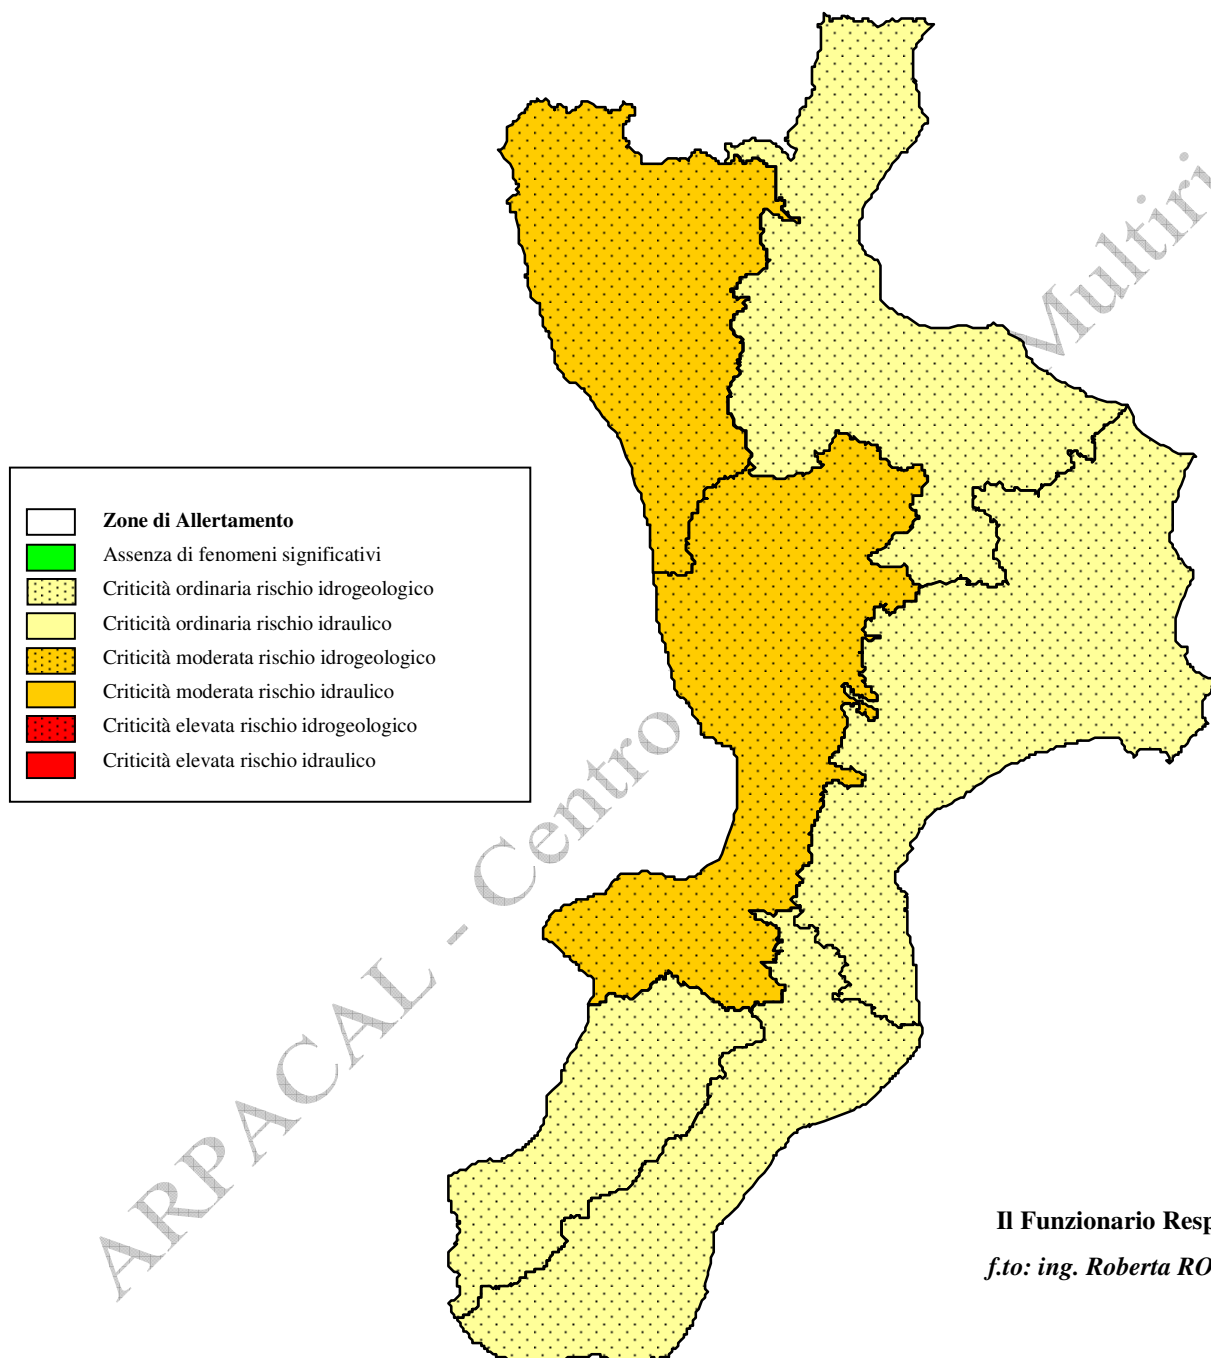 Zone di Allertamento
Assenza di fenomeni significativi
Criticità ordinaria rischio idrogeologico
Criticità ordinaria rischio idraulico
Criticità moderata rischio idrogeologico
Criticità moderata rischio idraulico
Criticità elevata rischio idrogeologico
Criticità elevata rischio idraulico
ARPACAL - Centro Multiri
Il Funzionario Resp
f.to: ing. Roberta RO